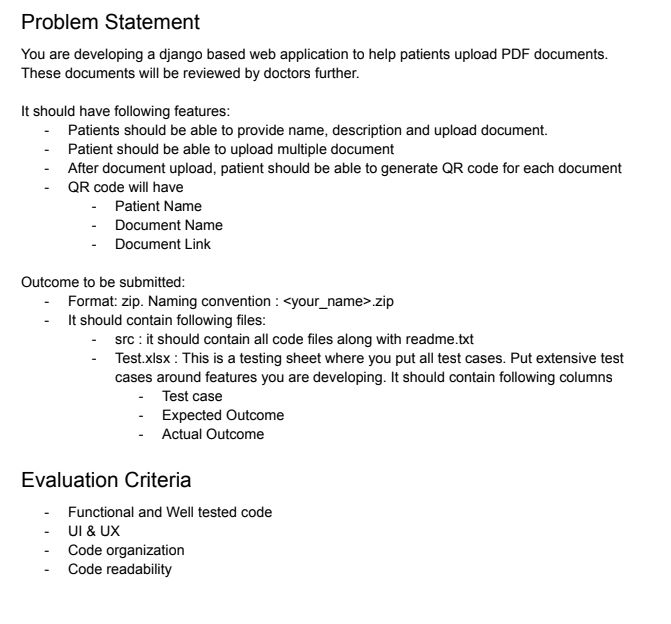 Problem Statement
You are developing a django based web application to help patients upload PDF documents.
These documents will be reviewed by doctors further.
It should have following features:
- Patients should be able to provide name, description and upload document.
- Patient should be able to upload multiple document
- After document upload, patient should be able to generate QR code for each document
- QR code will have
- Patient Name
- Document Name
- Document Link
Outcome to be submitted:
- Format: zip. Naming convention : <your_name>.zip
- It should contain following files:
- src : it should contain all code files along with readme.txt
- Test.xlsx : This is a testing sheet where you put all test cases. Put extensive test
cases around features you are developing. It should contain following columns
- Test case
- Expected Outcome
- Actual Outcome
Evaluation Criteria
- Functional and Well tested code
- UI & UX
- Code organization
- Code readability